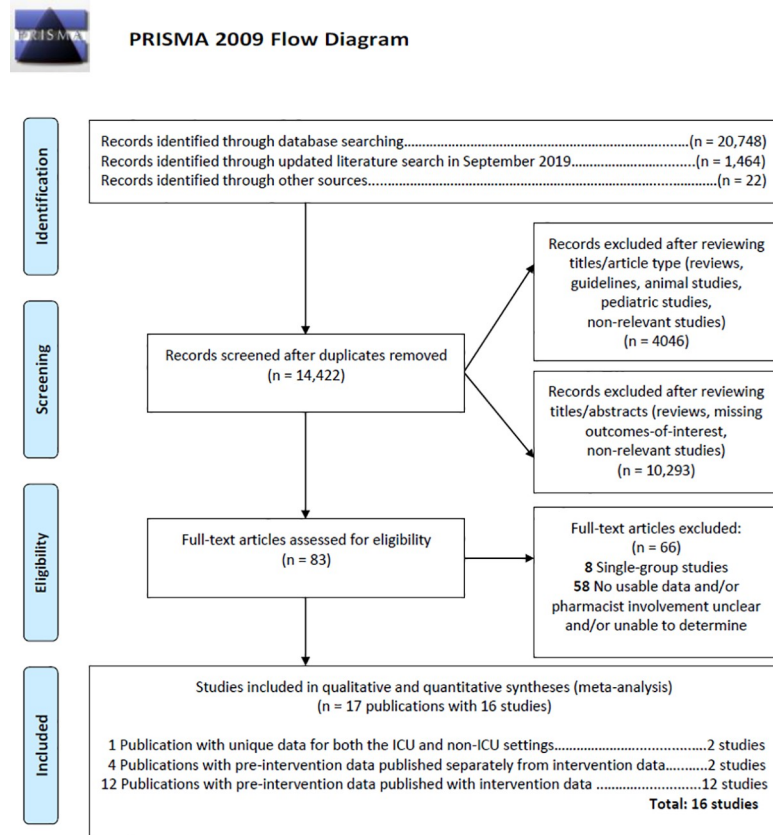 PRISMA
PRISMA 2009 Flow Diagram
Identification
Records identified through database searching....................................................................(n = 20,748)
Records identified through updated literature search in September 2019..............................(n = 1,464)
Records identified through other sources...............................................................................(n = 22)
Records excluded after reviewing
titles/article type (reviews,
guidelines, animal studies,
pediatric studies,
non-relevant studies)
(n = 4046)
Screening
Records screened after duplicates removed
(n = 14,422)
Records excluded after reviewing
titles/abstracts (reviews, missing
outcomes-of-interest,
non-relevant studies)
(n = 10,293)
Eligibility
Full-text articles assessed for eligibility
(n = 83)
Full-text articles excluded:
(n = 66)
8 Single-group studies
58 No usable data and/or
pharmacist involvement unclear
and/or unable to determine
Included
Studies included in qualitative and quantitative syntheses (meta-analysis)
(n = 17 publications with 16 studies)
1 Publication with unique data for both the ICU and non-ICU settings....................................2 studies
4 Publications with pre-intervention data published separately from intervention data..........2 studies
12 Publications with pre-intervention data published with intervention data .........................12 studies
Total: 16 studies